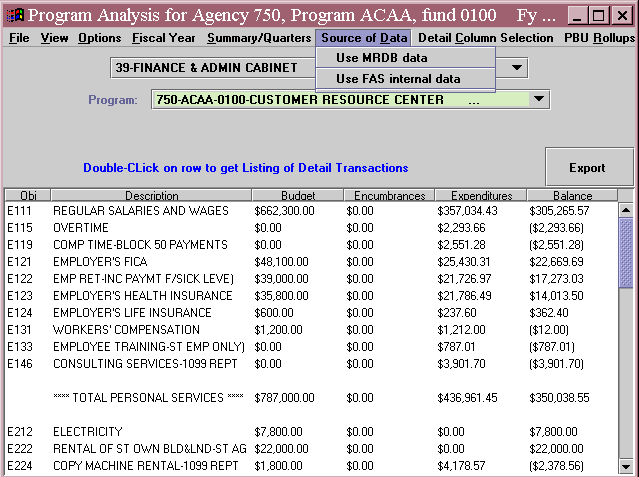 Program Analysis for Agency 750, Program ACAA, fund 0100 Fy ...
File View Options Fiscal Year Summary/Quarters Source of Data Detail Column Selection PBU Rollups
Use MRDB data
Use FAS internal data
39-FINANCE & ADMIN CABINET
Program: 750-ACAA-0100-CUSTOMER RESOURCE CENTER ...
Double-CLick on row to get Listing of Detail Transactions
Export
Obj Description Budget Encumbrances Expenditures Balance
E111 REGULAR SALARIES AND WAGES $662,300.00 $0.00 $357,034.43 $305,265.57
E115 OVERTIME $0.00 $0.00 $2,293.66 ($2,293.66)
E119 COMP TIME-BLOCK 50 PAYMENTS $0.00 $0.00 $2,551.28 ($2,551.28)
E121 EMPLOYER'S FICA $48,100.00 $0.00 $25,430.31 $22,669.69
E122 EMP RET-INC PAYMT F/SICK LEVE) $39,000.00 $0.00 $21,726.97 $17,273.03
E123 EMPLOYER'S HEALTH INSURANCE $35,800.00 $0.00 $21,786.49 $14,013.50
E124 EMPLOYER'S LIFE INSURANCE $600.00 $0.00 $237.60 $362.40
E131 WORKERS' COMPENSATION $1,200.00 $0.00 $1,212.00 ($12.00)
E133 EMPLOYEE TRAINING-ST EMP ONLY) $0.00 $0.00 $787.01 ($787.01)
E146 CONSULTING SERVICES-1099 REPT $0.00 $0.00 $3,901.70 ($3,901.70)
**** TOTAL PERSONAL SERVICES **** $787,000.00 $0.00 $436,961.45 $350,038.55
E212 ELECTRICITY $7,800.00 $0.00 $0.00 $7,800.00
E222 RENTAL OF ST OWN BLD&LND-ST AG $22,000.00 $0.00 $0.00 $22,000.00
E224 COPY MACHINE RENTAL-1099 REPT $1,800.00 $0.00 $4,178.57 ($2,378.56)